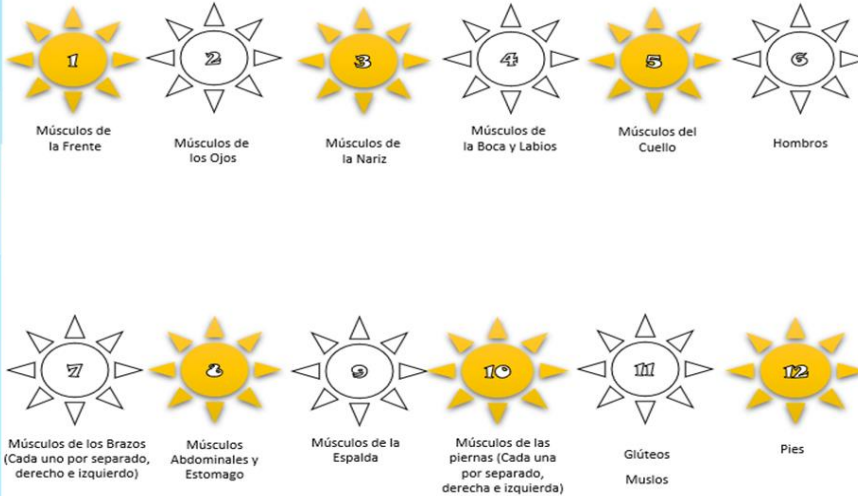 1
2
3
4
5
6
Músculos de
la Frente
Músculos de
los Ojos
Músculos de
la Nariz
Músculos de
la Boca y Labios
Músculos del
Cuello
Hombros
7
8
9
10
11
12
Músculos de los Brazos
(Cada uno por separado,
derecho e izquierdo)
Músculos
Abdominales y
Estomago
Músculos de la
Espalda
Músculos de las
piernas (Cada una
por separado,
derecha e izquierda)
Glúteos
Muslos
Pies